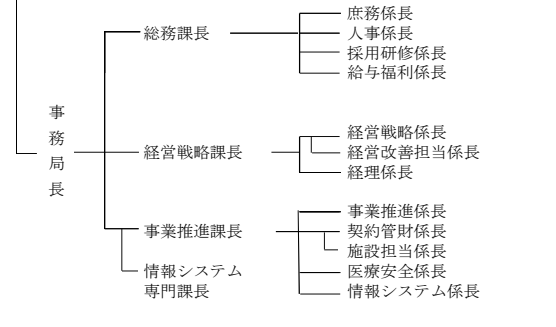 事務局長
総務課長
庶務係長
人事係長
採用研修係長
給与福利係長
経営戦略課長
経営戦略係長
経営改善担当係長
経理係長
事業推進課長
情報システム
専門課長
事業推進係長
契約管財係長
施設担当係長
医療安全係長
情報システム係長